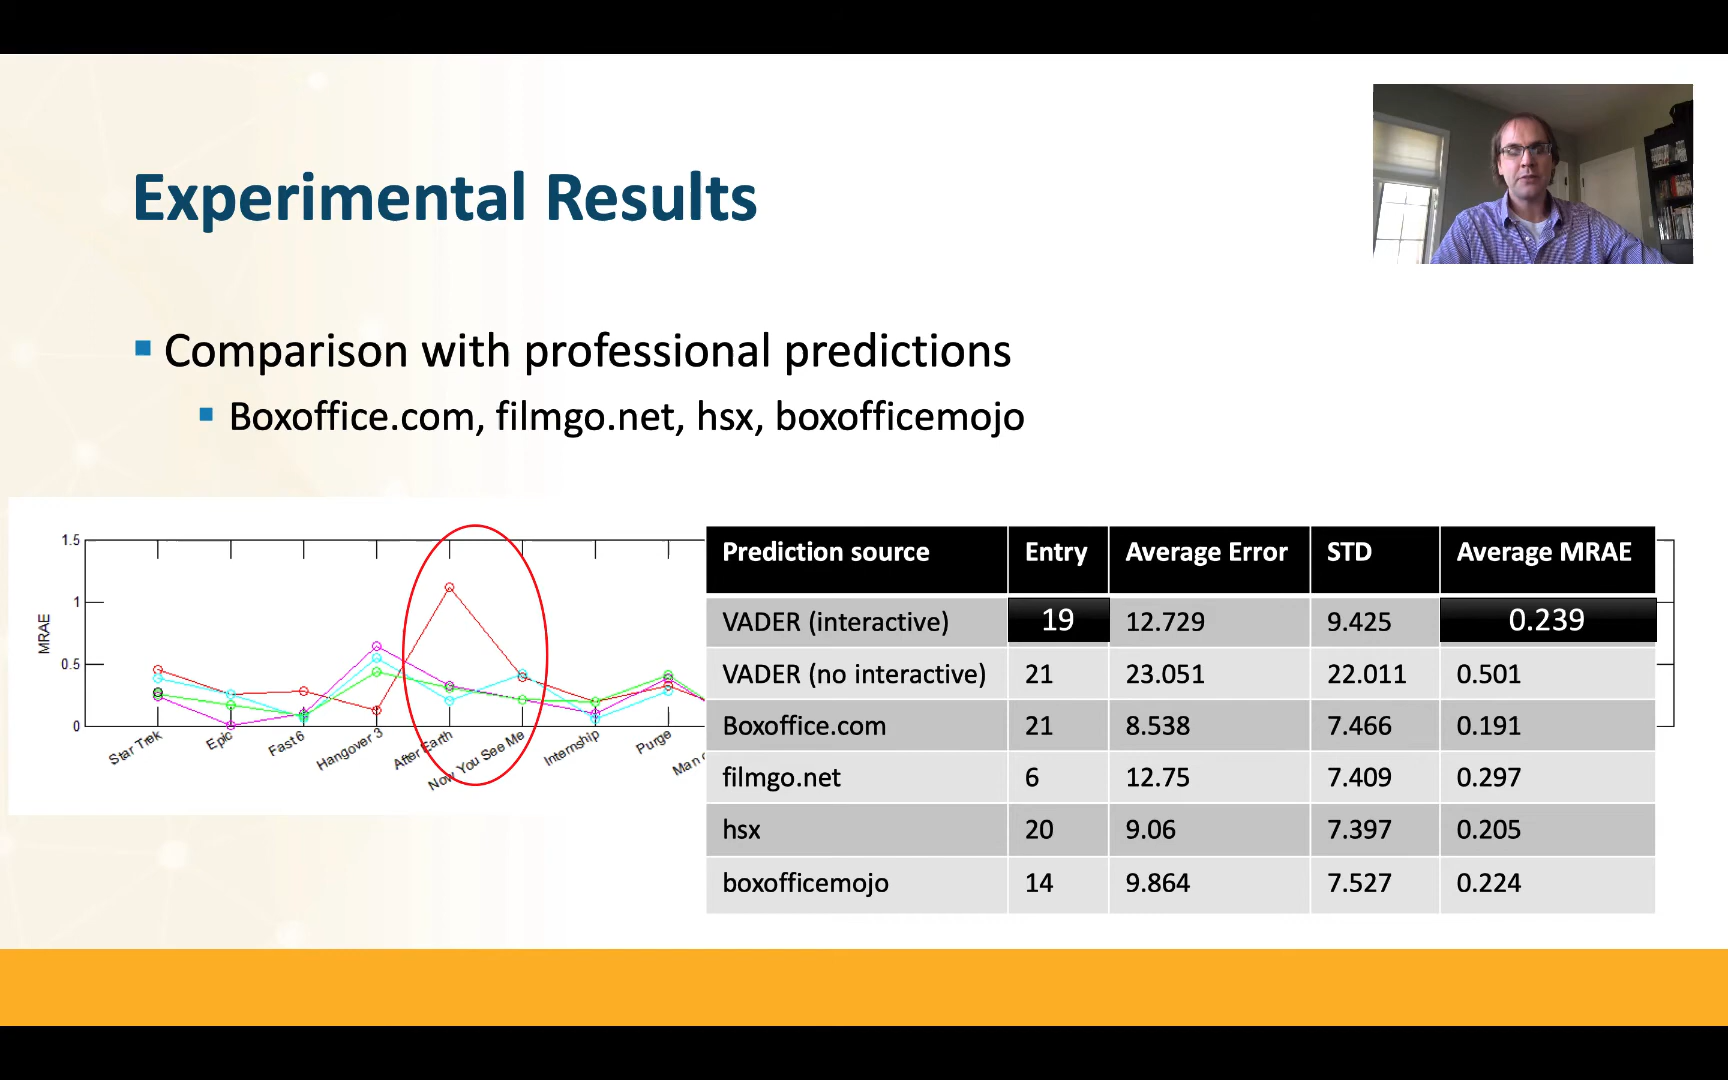 Experimental Results
Comparison with professional predictions
Boxoffice.com, filmgo.net, hsx, boxofficemojo
1.5
1
0.5
0
MRAE
Star Trek
Epic
Fast 6
Hangover 3
After Earth
Now You See Me
Internship
Purge
Man
Prediction source Entry Average Error STD Average MRAE
VADER (interactive) 19 12.729 9.425 0.239
VADER (no interactive) 21 23.051 22.011 0.501
Boxoffice.com 21 8.538 7.466 0.191
filmgo.net 6 12.75 7.409 0.297
hsx 20 9.06 7.397 0.205
boxofficemojo 14 9.864 7.527 0.224